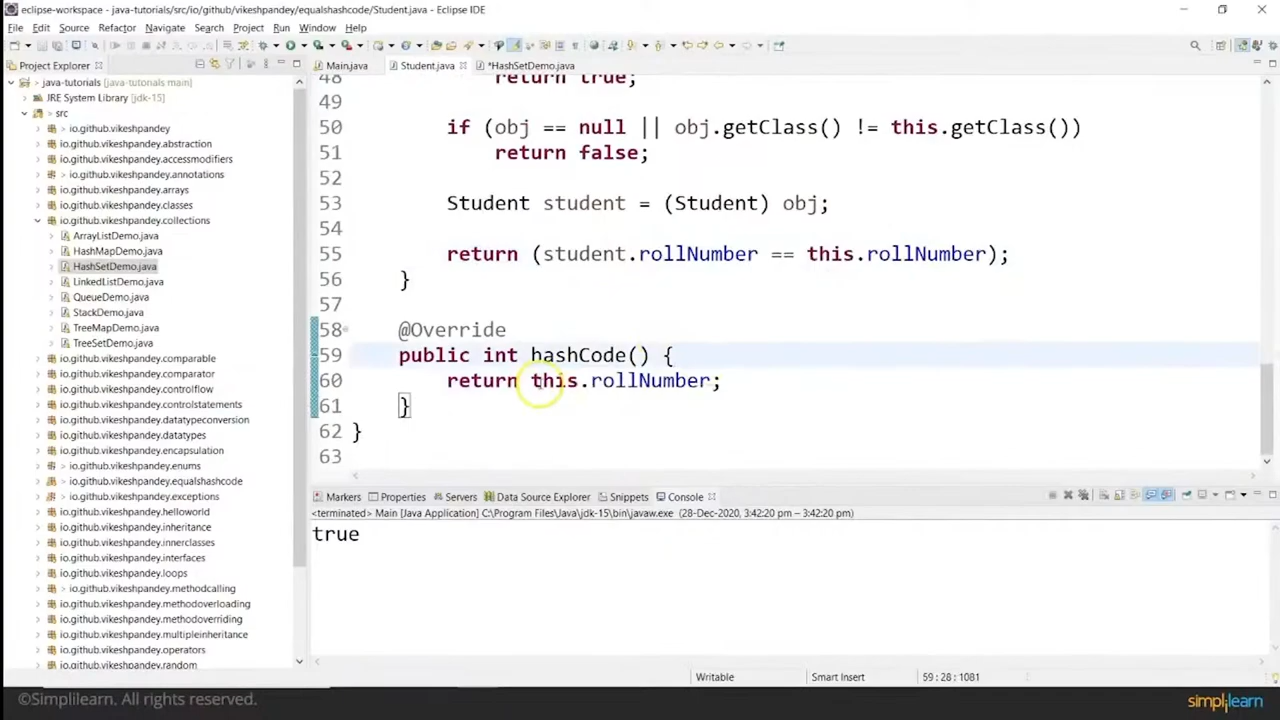 eclipse-workspace - java-tutorials/src/io/github/vikeshpandey/equalshashcode/Student.java - Eclipse IDE
File Edit Source Refactor Navigate Search Project Run Window Help
Project Explorer
Main.java Student.java *HashSetDemo.java
java-tutorials [java-tutorials main]
JRE System Library [jdk-15]
src
io.github.vikeshpandey
io.github.vikeshpandey.abstraction
io.github.vikeshpandey.accessmodifiers
io.github.vikeshpandey.annotations
io.github.vikeshpandey.arrays
io.github.vikeshpandey.classes
io.github.vikeshpandey.collections
ArrayListDemo.java
HashMapDemo.java
HashSetDemo.java
LinkedListDemo.java
QueueDemo.java
StackDemo.java
TreeMapDemo.java
TreeSetDemo.java
io.github.vikeshpandey.comparable
io.github.vikeshpandey.comparator
io.github.vikeshpandey.controlflow
io.github.vikeshpandey.controlstatements
io.github.vikeshpandey.datatypeconversion
io.github.vikeshpandey.datatypes
io.github.vikeshpandey.encapsulation
io.github.vikeshpandey.enums
io.github.vikeshpandey.equalshashcode
io.github.vikeshpandey.exceptions
io.github.vikeshpandey.helloworld
io.github.vikeshpandey.inheritance
io.github.vikeshpandey.innerclasses
io.github.vikeshpandey.interfaces
io.github.vikeshpandey.loops
io.github.vikeshpandey.methodcalling
io.github.vikeshpandey.methodoverloading
io.github.vikeshpandey.methodoverriding
io.github.vikeshpandey.multipleinheritance
io.github.vikeshpandey.operators
io.github.vikeshpandey.random
48 return true;
49
50 if (obj == null || obj.getClass() != this.getClass())
51 return false;
52
53 Student student = (Student) obj;
54
55 return (student.rollNumber == this.rollNumber);
56 }
57
58 @Override
59 public int hashCode() {
60 return this.rollNumber;
61 }
62 }
63
Markers Properties Servers Data Source Explorer Snippets Console
<terminated> Main [Java Application] C:\Program Files\Java\jdk-15\bin\javaw.exe (28-Dec-2020, 3:42:20 pm – 3:42:20 pm)
true
Writable Smart Insert 59 : 28 : 1081
©Simplilearn. All rights reserved.
simplilearn